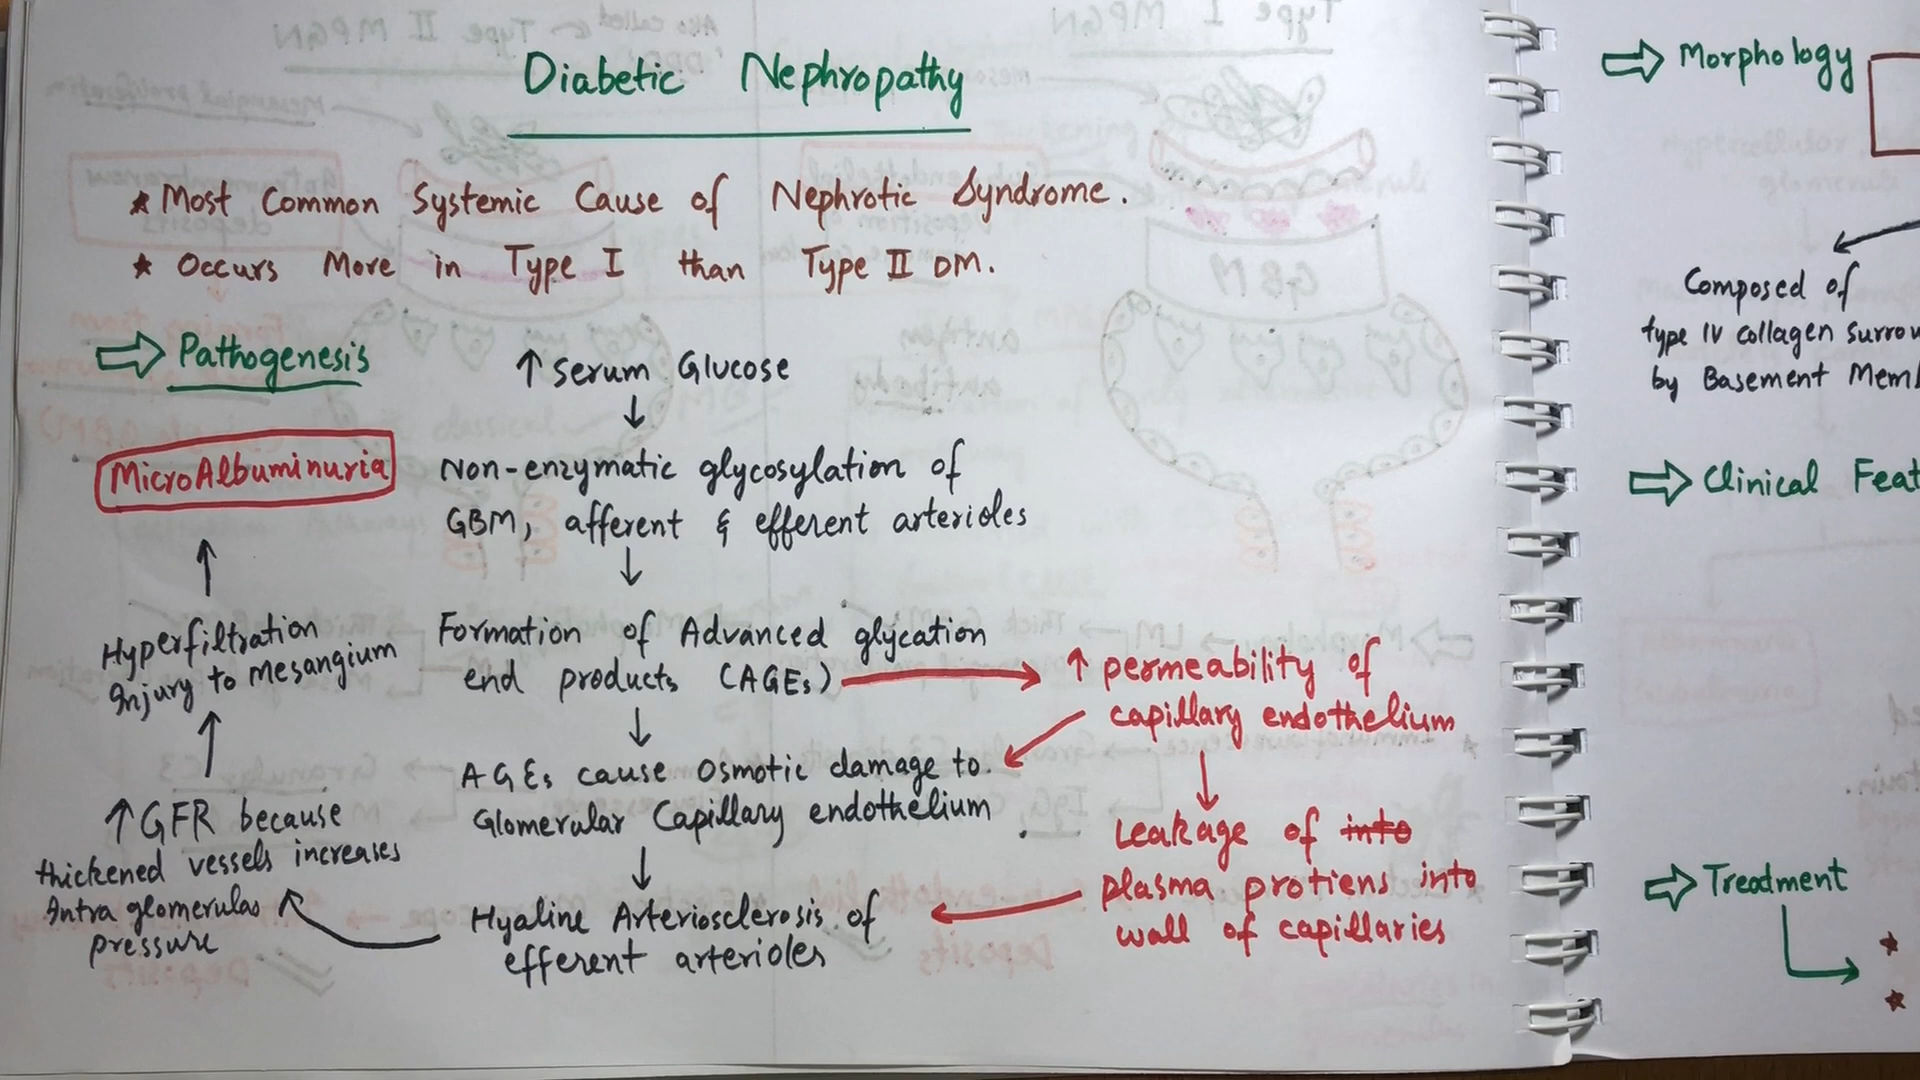 Diabetic Nephropathy
★ Most Common Systemic Cause of Nephrotic Syndrome.
★ Occurs More in Type I than Type II DM.
⇨ Pathogenesis
↑ serum Glucose
↓
Non-enzymatic glycosylation of
GBM, afferent & efferent arterioles
↓
Formation of Advanced glycation
end products (AGEs) →
↓
AGEs cause Osmotic damage to
Glomerular Capillary endothelium
↓
Hyaline Arteriosclerosis of
efferent arterioles
↑ permeability of
capillary endothelium
↓
Leakage of into
plasma protiens into
wall of capillaries
↑ GFR because
thickened vessels increases
Intra glomerular
pressure
↑
Hyperfiltration
Injury to Mesangium
↑
MicroAlbuminuria
⇨ Morphology
Composed of
type IV collagen surrou
by Basement Mem
⇨ Clinical Feat
⇨ Treatment
★
★